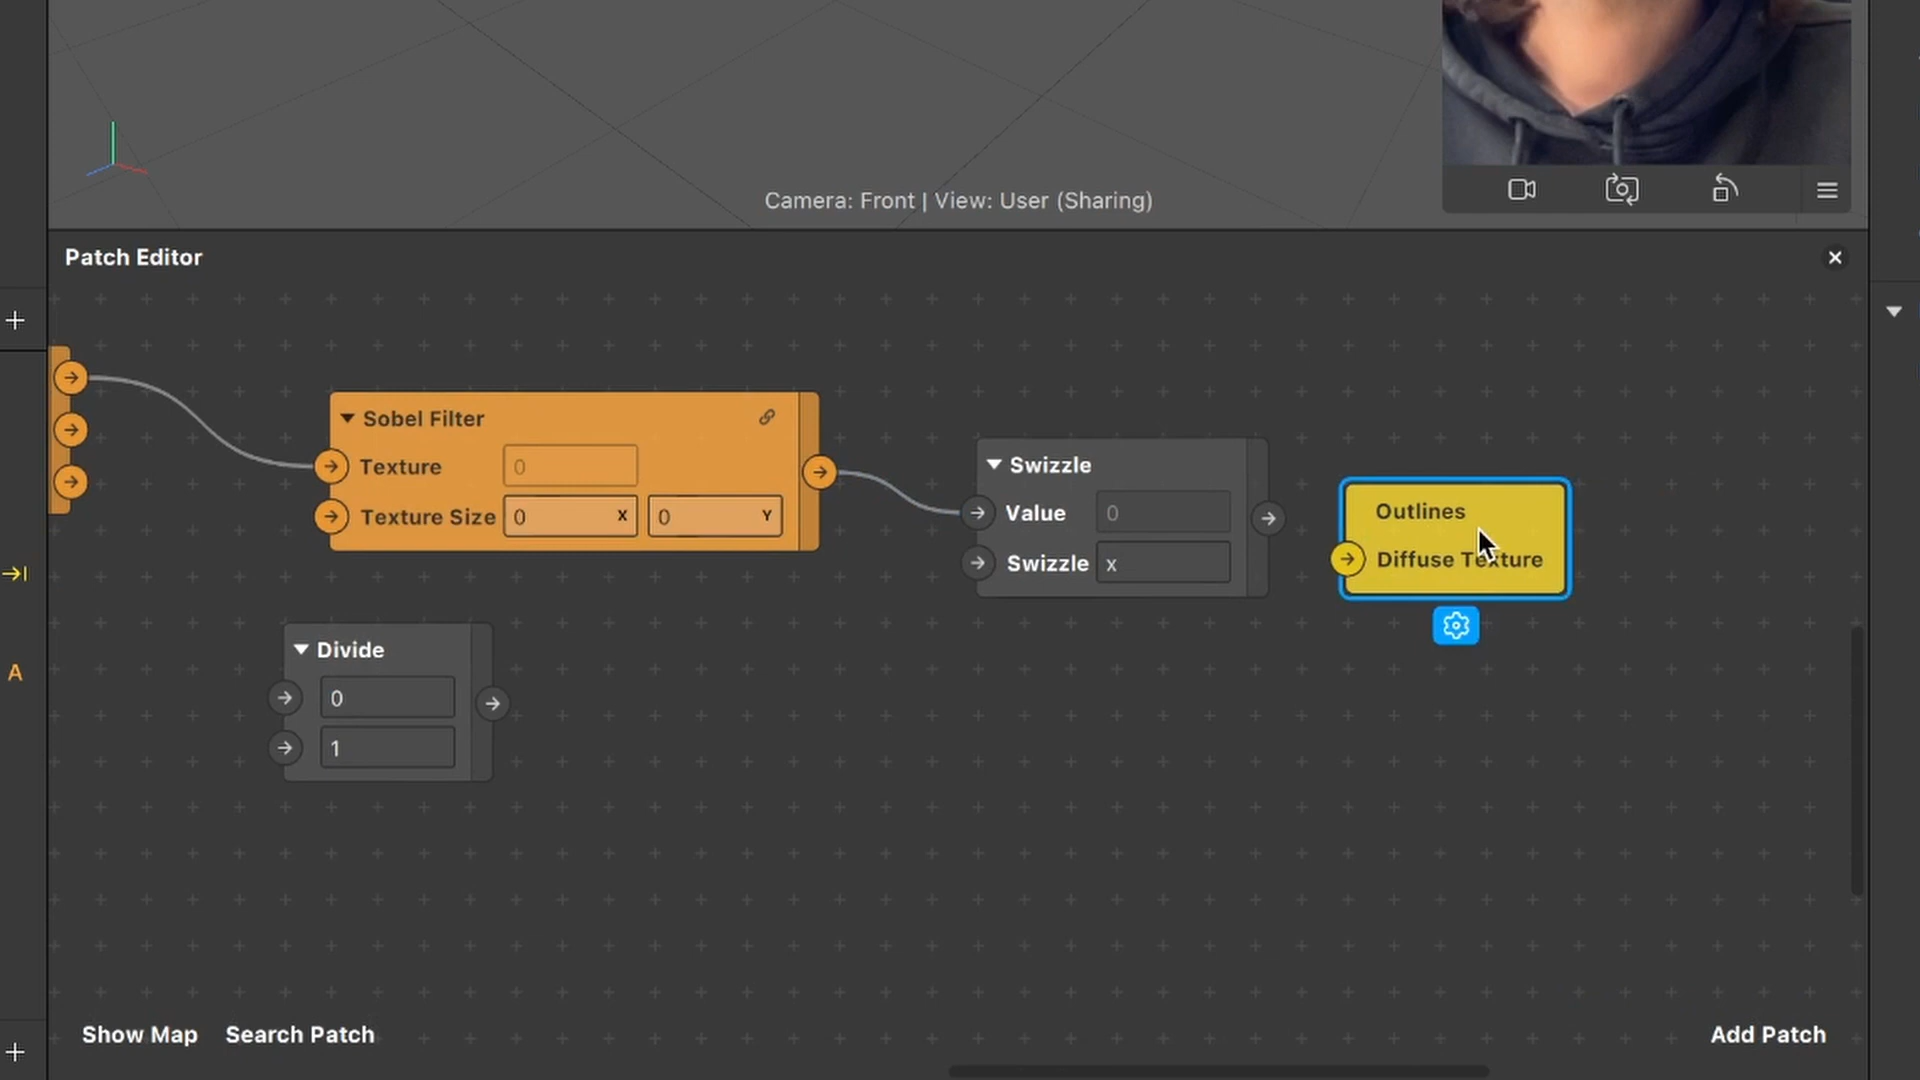 Camera: Front | View: User (Sharing)
Patch Editor
Sobel Filter
Texture 0
Texture Size 0 X 0 Y
Swizzle
Value 0
Swizzle x
Outlines
Diffuse Texture
Divide
0
1
A
Show Map Search Patch Add Patch